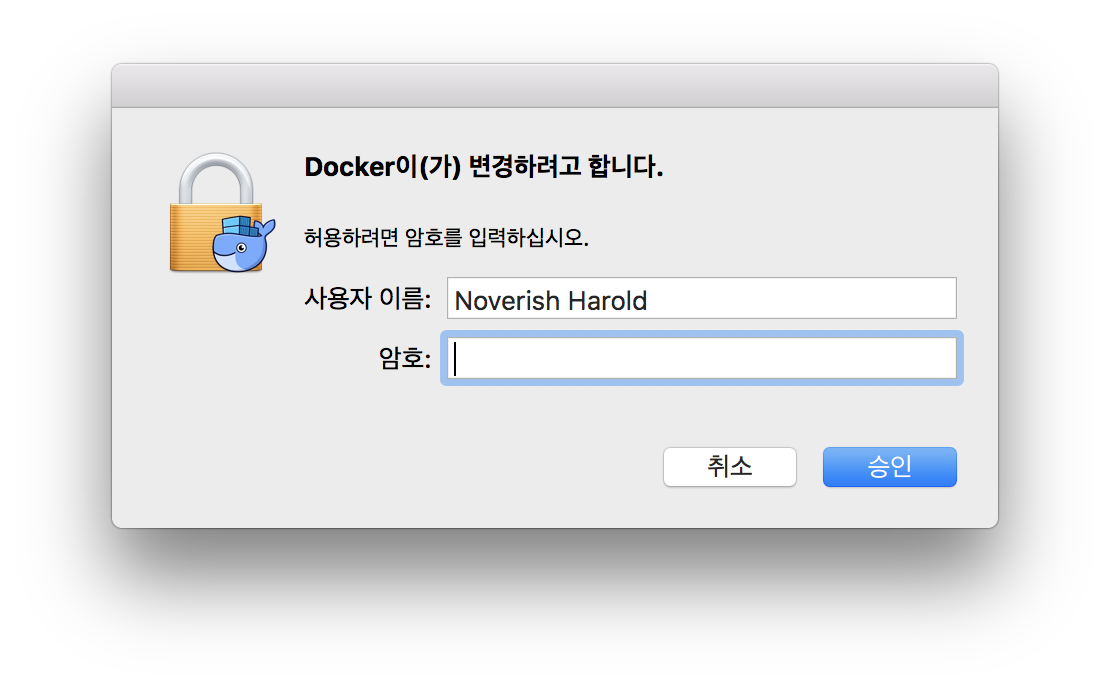 Docker이(가) 변경하려고 합니다.
허용하려면 암호를 입력하십시오.
사용자 이름: Noverish Harold
암호:
취소 승인